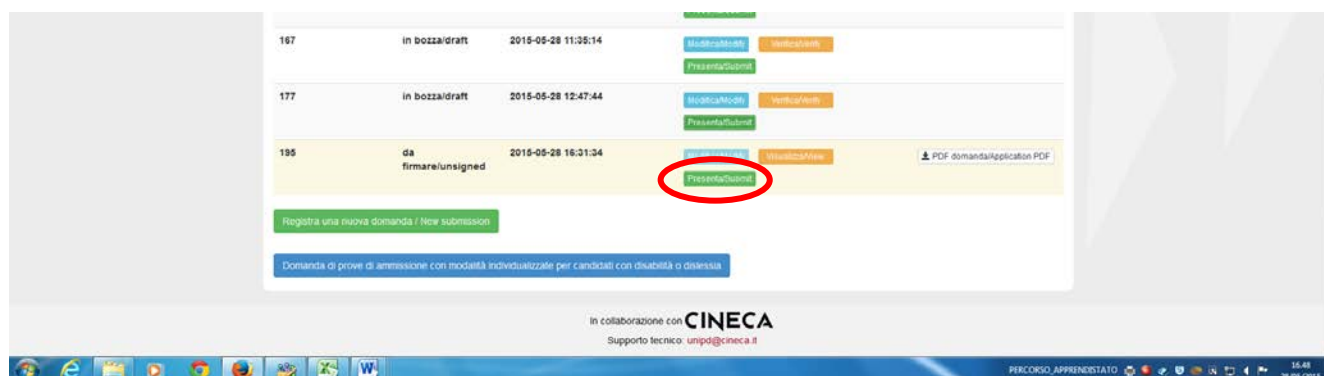 Presenta/Submit
167 in bozza/draft 2015-05-28 11:35:14 Modifica/Modify Verifica/Verify
Presenta/Submit
177 in bozza/draft 2015-05-28 12:47:44 Modifica/Modify Verifica/Verify
Presenta/Submit
195 da 2015-05-28 16:31:34 Visualizza/View PDF domanda/Application PDF
firmare/unsigned
Presenta/Submit
Registra una nuova domanda / New submission
Domanda di prove di ammissione con modalità individualizzate per candidati con disabilità o dislessia
In collaborazione con CINECA
Supporto tecnico: unipd@cineca.it
PERCORSO_APPRENDISTATO 16.48